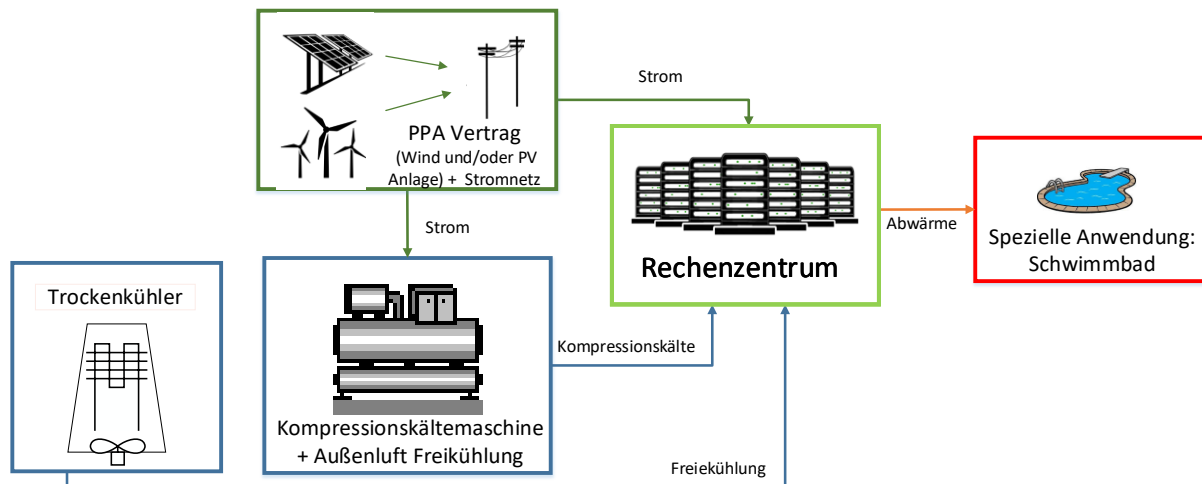 PPA Vertrag
(Wind und/oder PV
Anlage) + Stromnetz
Strom
Strom
Rechenzentrum
Abwärme
Spezielle Anwendung:
Schwimmbad
Trockenkühler
Kompressionskältemaschine
+ Außenluft Freikühlung
Kompressionskälte
Freiekühlung